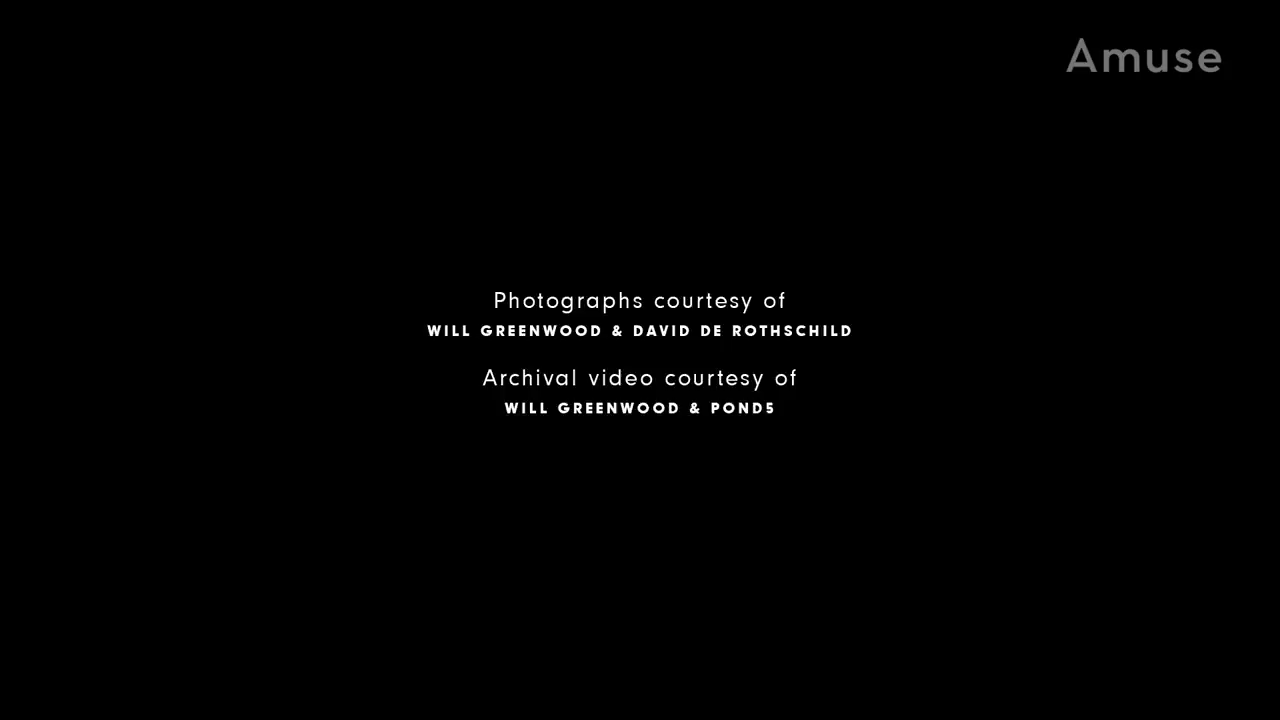 Amuse
Photographs courtesy of
WILL GREENWOOD & DAVID DE ROTHSCHILD
Archival video courtesy of
WILL GREENWOOD & POND5